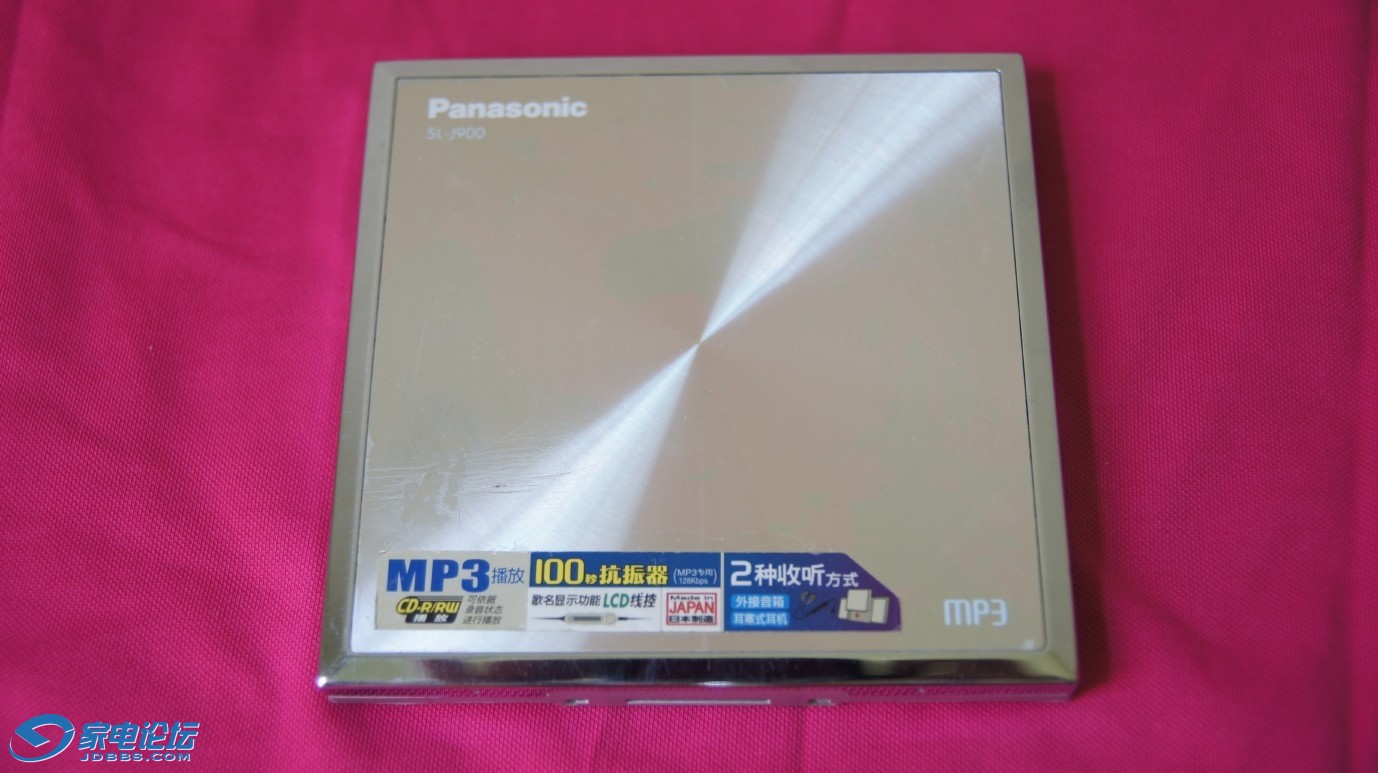 Panasonic
SL-J900
MP3播放
CD-R/RW
播放
可依据
录音状态
进行播放
100秒抗振器
(MP3专用)
128Kbps
歌名显示功能 LCD线控
Made in
JAPAN
日本制造
2种收听方式
外接音箱
耳塞式耳机
MP3
家电论坛
JDBBS.COM